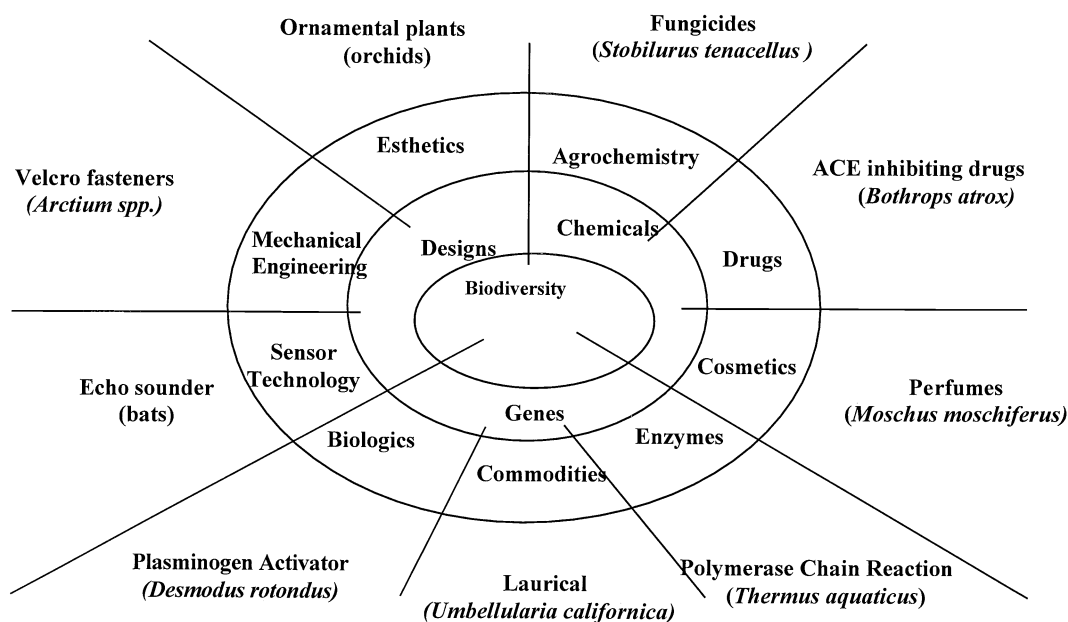 Ornamental plants
(orchids)
Fungicides
(Stobilurus tenacellus )
Esthetics
Agrochemistry
Velcro fasteners
(Arctium spp.)
ACE inhibiting drugs
(Bothrops atrox)
Mechanical
Engineering
Designs
Chemicals
Drugs
Biodiversity
Sensor
Technology
Cosmetics
Echo sounder
(bats)
Perfumes
(Moschus moschiferus)
Genes
Biologics
Enzymes
Commodities
Plasminogen Activator
(Desmodus rotondus)
Laurical
(Umbellularia californica)
Polymerase Chain Reaction
(Thermus aquaticus)